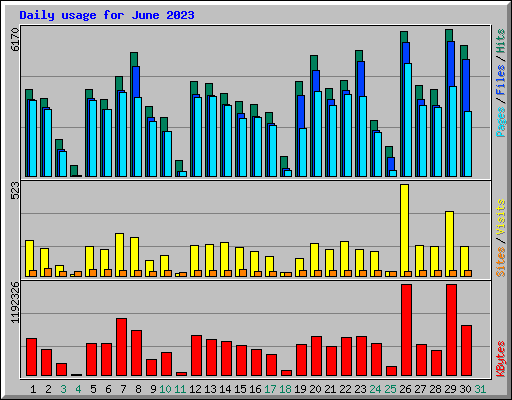 Daily usage for June 2023
6170
523
1192326
Pages / Files / Hits
Sites / Visits
KBytes
1 2 3 4 5 6 7 8 9 10 11 12 13 14 15 16 17 18 19 20 21 22 23 24 25 26 27 28 29 30 31